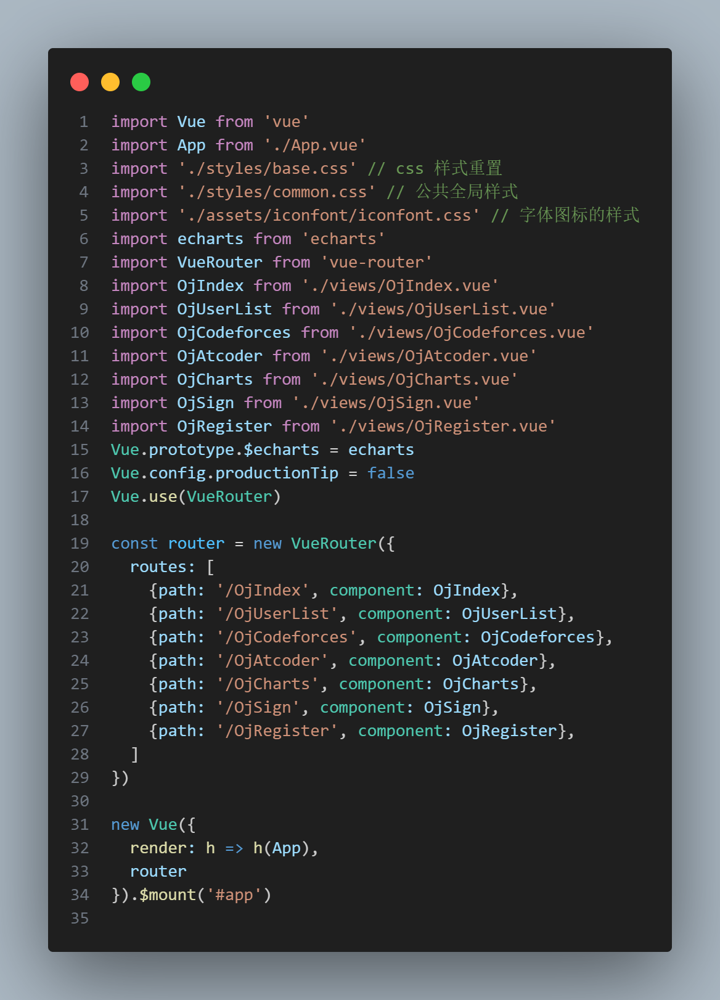 1 import Vue from 'vue'
2 import App from './App.vue'
3 import './styles/base.css' // css 样式重置
4 import './styles/common.css' // 公共全局样式
5 import './assets/iconfont/iconfont.css' // 字体图标的样式
6 import echarts from 'echarts'
7 import VueRouter from 'vue-router'
8 import OjIndex from './views/OjIndex.vue'
9 import OjUserList from './views/OjUserList.vue'
10 import OjCodeforces from './views/OjCodeforces.vue'
11 import OjAtcoder from './views/OjAtcoder.vue'
12 import OjCharts from './views/OjCharts.vue'
13 import OjSign from './views/OjSign.vue'
14 import OjRegister from './views/OjRegister.vue'
15 Vue.prototype.$echarts = echarts
16 Vue.config.productionTip = false
17 Vue.use(VueRouter)
18
19 const router = new VueRouter({
20   routes: [
21     {path: '/OjIndex', component: OjIndex},
22     {path: '/OjUserList', component: OjUserList},
23     {path: '/OjCodeforces', component: OjCodeforces},
24     {path: '/OjAtcoder', component: OjAtcoder},
25     {path: '/OjCharts', component: OjCharts},
26     {path: '/OjSign', component: OjSign},
27     {path: '/OjRegister', component: OjRegister},
28   ]
29 })
30
31 new Vue({
32   render: h => h(App),
33   router
34 }).$mount('#app')
35